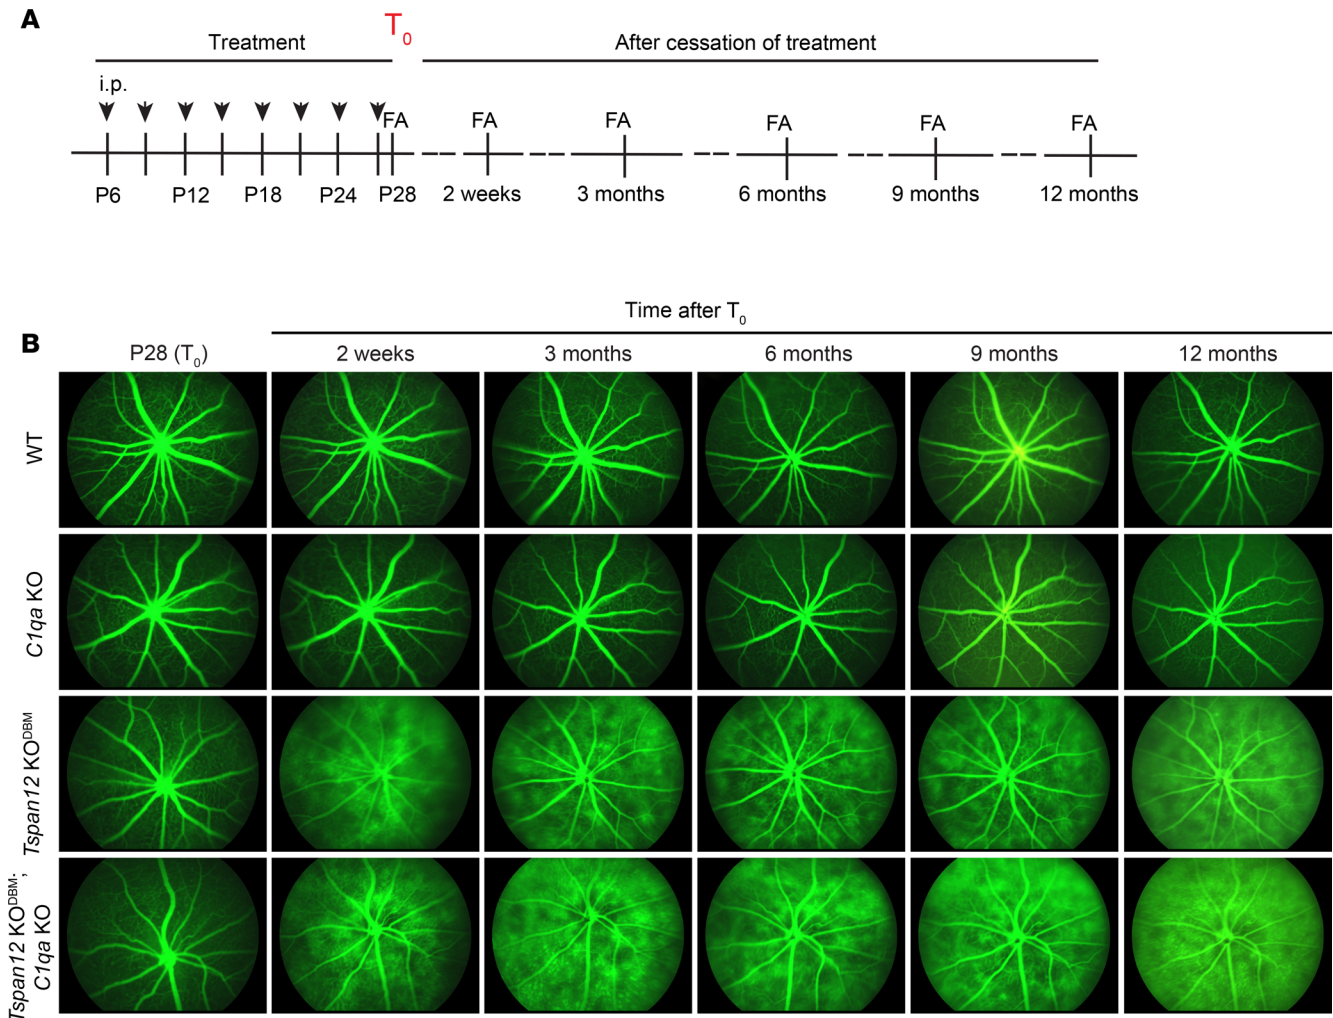 A
Treatment
T0
After cessation of treatment
i.p.
FA FA FA FA FA FA
P6 P12 P18 P24 P28 2 weeks 3 months 6 months 9 months 12 months
Time after T0
B
P28 (T0) 2 weeks 3 months 6 months 9 months 12 months
WT
C1qa KO
Tspan12 KODBM
Tspan12 KODBM;
C1qa KO